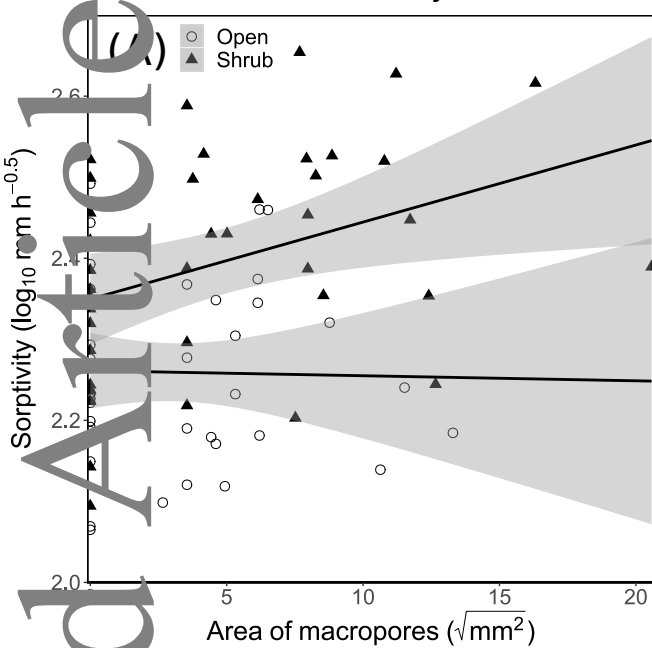 (A)
Open
Shrub
2.6
2.4
2.2
2.0
Sorptivity (log₁₀ mm h⁻⁰·⁵)
5
10
15
20
Area of macropores (√mm²)
d Article